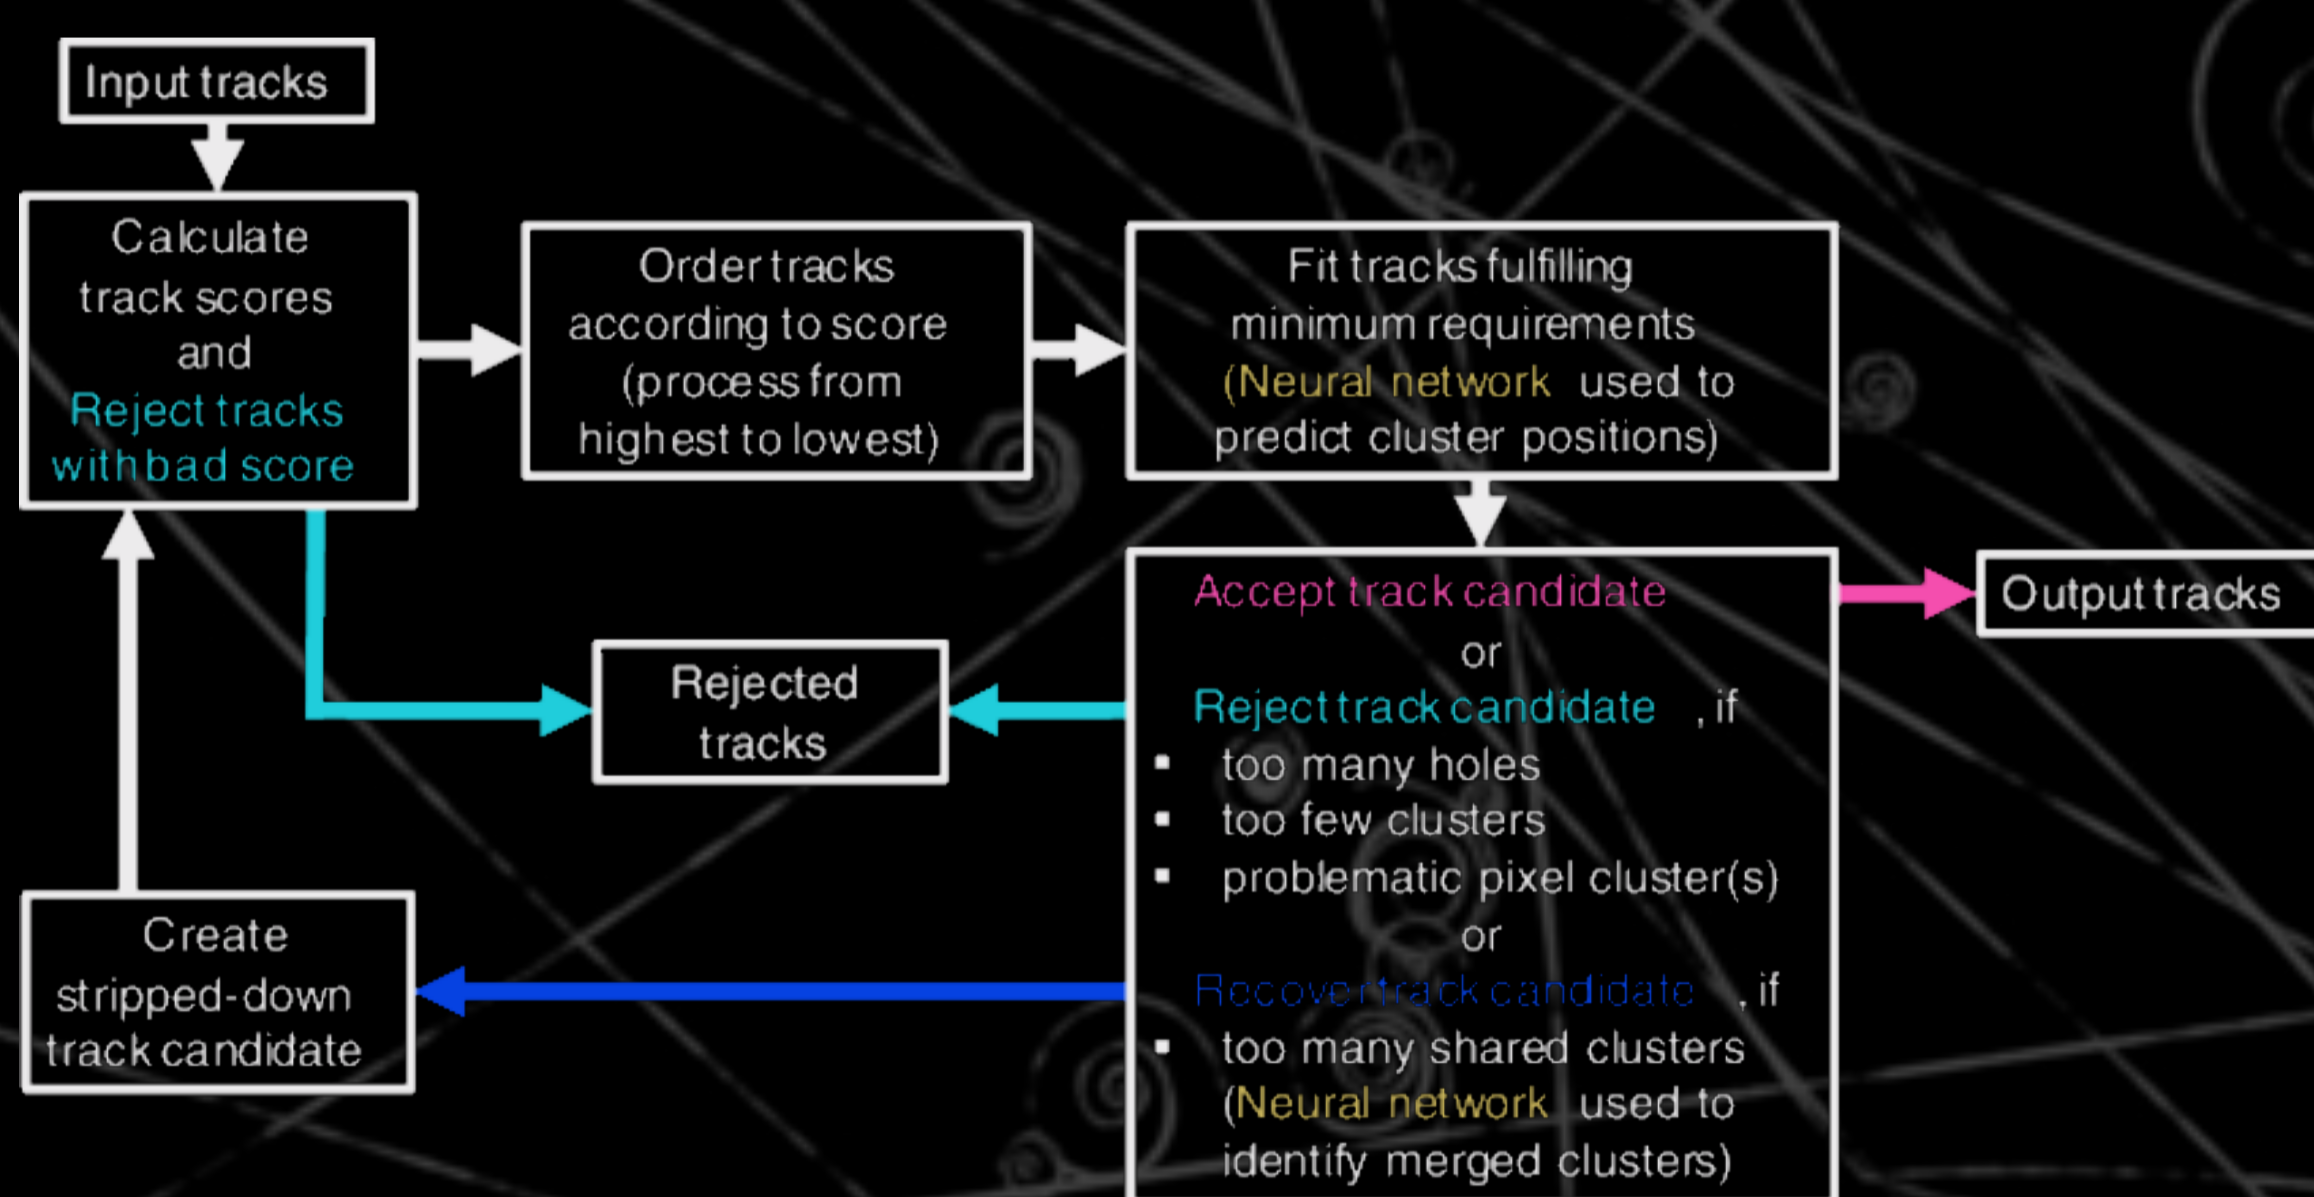 Input tracks
Calculate
track scores
and
Reject tracks
with bad score
Order tracks
according to score
(process from
highest to lowest)
Fit tracks fulfilling
minimum requirements
(Neural network used to
predict cluster positions)
Accept track candidate
or
Reject track candidate , if
▪ too many holes
▪ too few clusters
▪ problematic pixel cluster(s)
or
Recover track candidate , if
▪ too many shared clusters
(Neural network used to
identify merged clusters)
Output tracks
Rejected
tracks
Create
stripped-down
track candidate